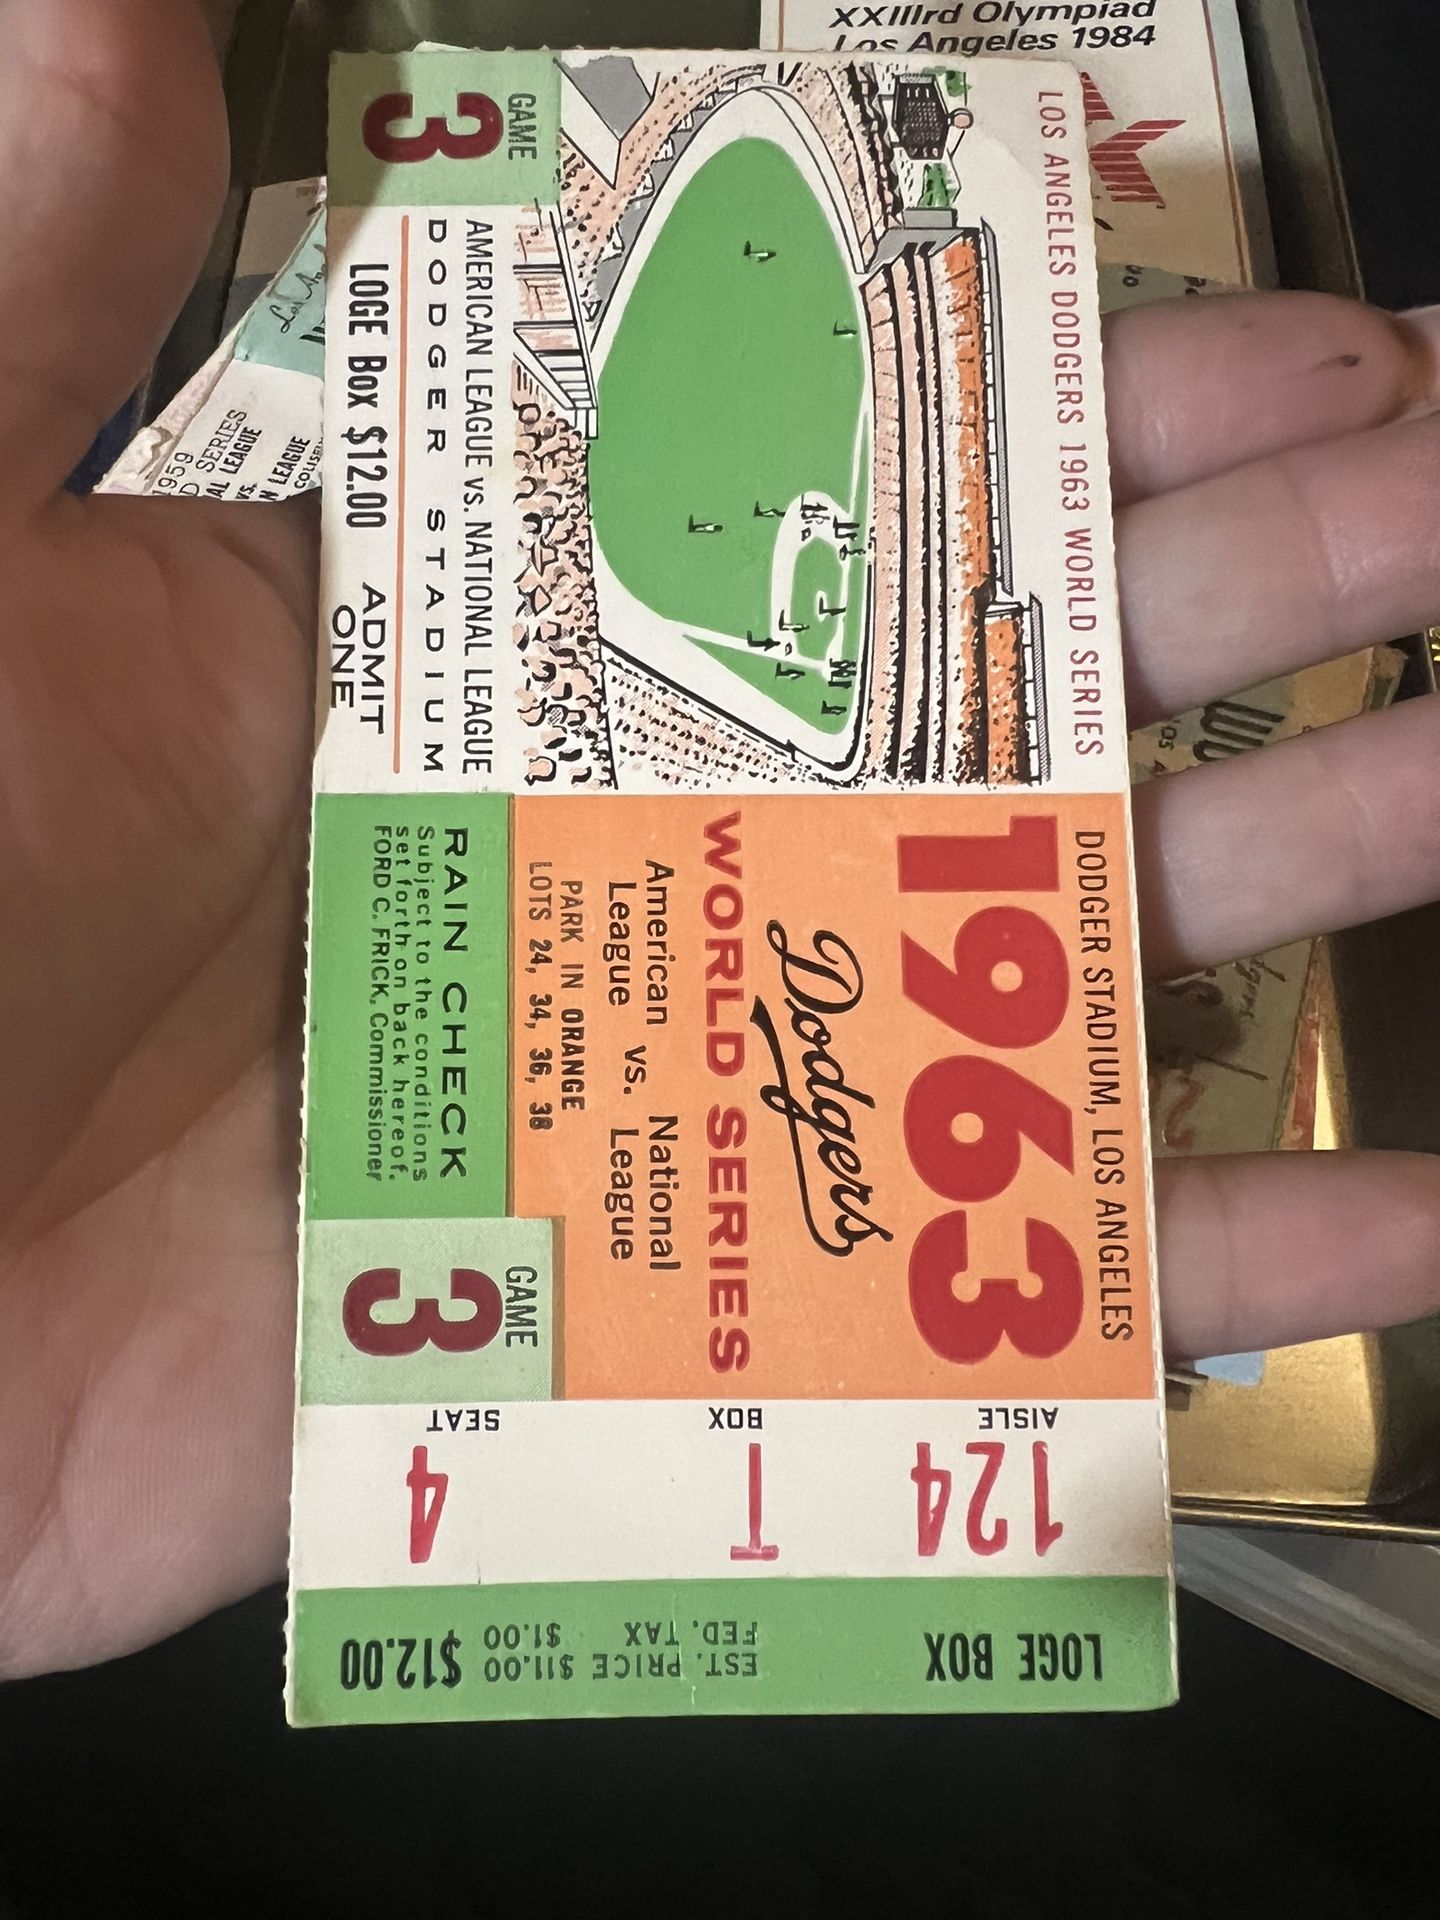 XXIIIrd Olympiad
Los Angeles 1984
LOS ANGELES DODGERS 1963 WORLD SERIES
GAME
3
AMERICAN LEAGUE VS. NATIONAL LEAGUE
DODGER STADIUM
LOGE BOX $12.00
ADMIT
ONE
DODGER STADIUM, LOS ANGELES
1963
Dodgers
WORLD SERIES
American vs. National
League League
PARK IN ORANGE
LOTS 24, 34, 36, 38
RAIN CHECK
Subject to the conditions
set forth on back hereof.
FORD C. FRICK, Commissioner
GAME
3
AISLE
124
BOX
T
SEAT
4
LOGE BOX
EST. PRICE $11.00
FED. TAX $1.00
$12.00
1959
SERIES
LEAGUE
VS.
LEAGUE